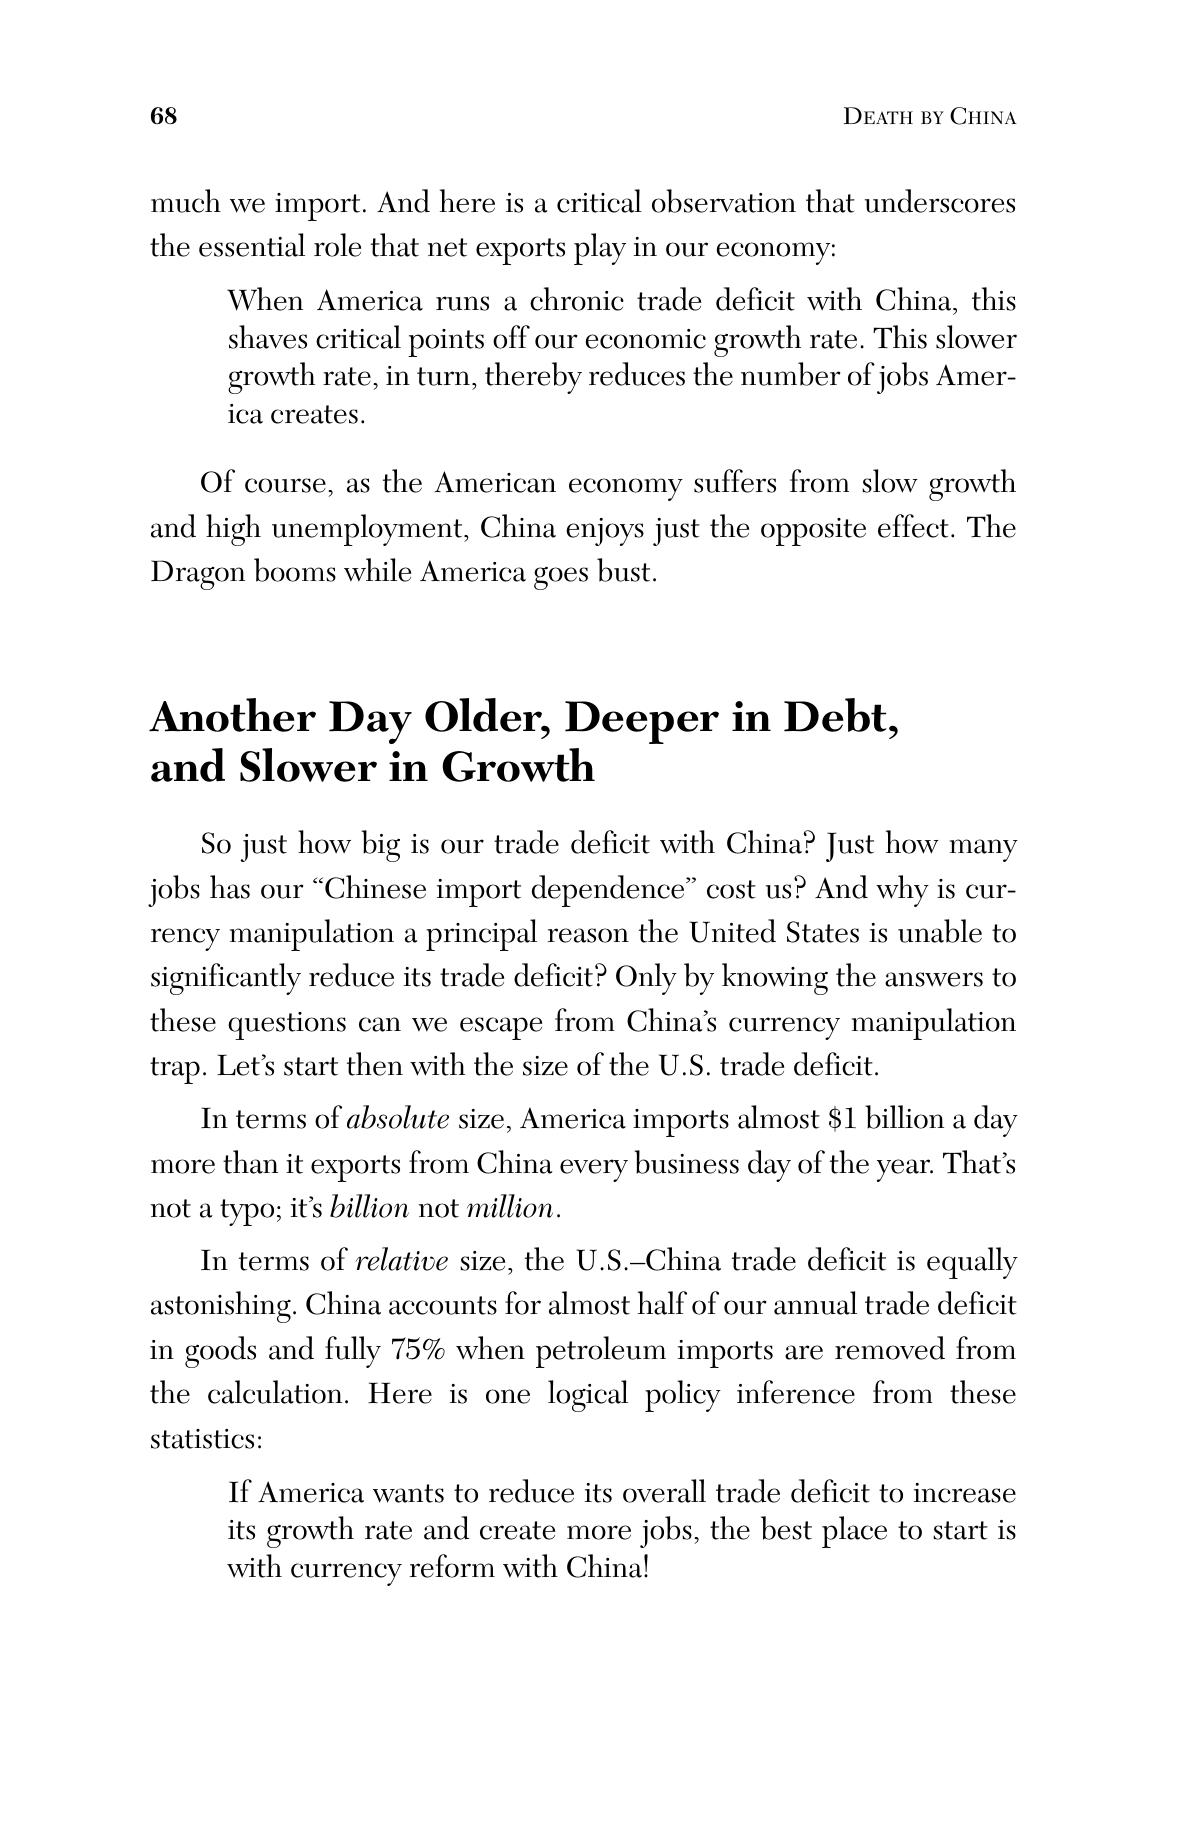 68 DEATH BY CHINA
much we import. And here is a critical observation that underscores
the essential role that net exports play in our economy:
When America runs a chronic trade deficit with China, this
shaves critical points off our economic growth rate. This slower
growth rate, in turn, thereby reduces the number of jobs Amer-
ica creates.
Of course, as the American economy suffers from slow growth
and high unemployment, China enjoys just the opposite effect. The
Dragon booms while America goes bust.
Another Day Older, Deeper in Debt,
and Slower in Growth
So just how big is our trade deficit with China? Just how many
jobs has our “Chinese import dependence” cost us? And why is cur-
rency manipulation a principal reason the United States is unable to
significantly reduce its trade deficit? Only by knowing the answers to
these questions can we escape from China’s currency manipulation
trap. Let’s start then with the size of the U.S. trade deficit.
In terms of absolute size, America imports almost $1 billion a day
more than it exports from China every business day of the year. That’s
not a typo; it’s billion not million.
In terms of relative size, the U.S.–China trade deficit is equally
astonishing. China accounts for almost half of our annual trade deficit
in goods and fully 75% when petroleum imports are removed from
the calculation. Here is one logical policy inference from these
statistics:
If America wants to reduce its overall trade deficit to increase
its growth rate and create more jobs, the best place to start is
with currency reform with China!